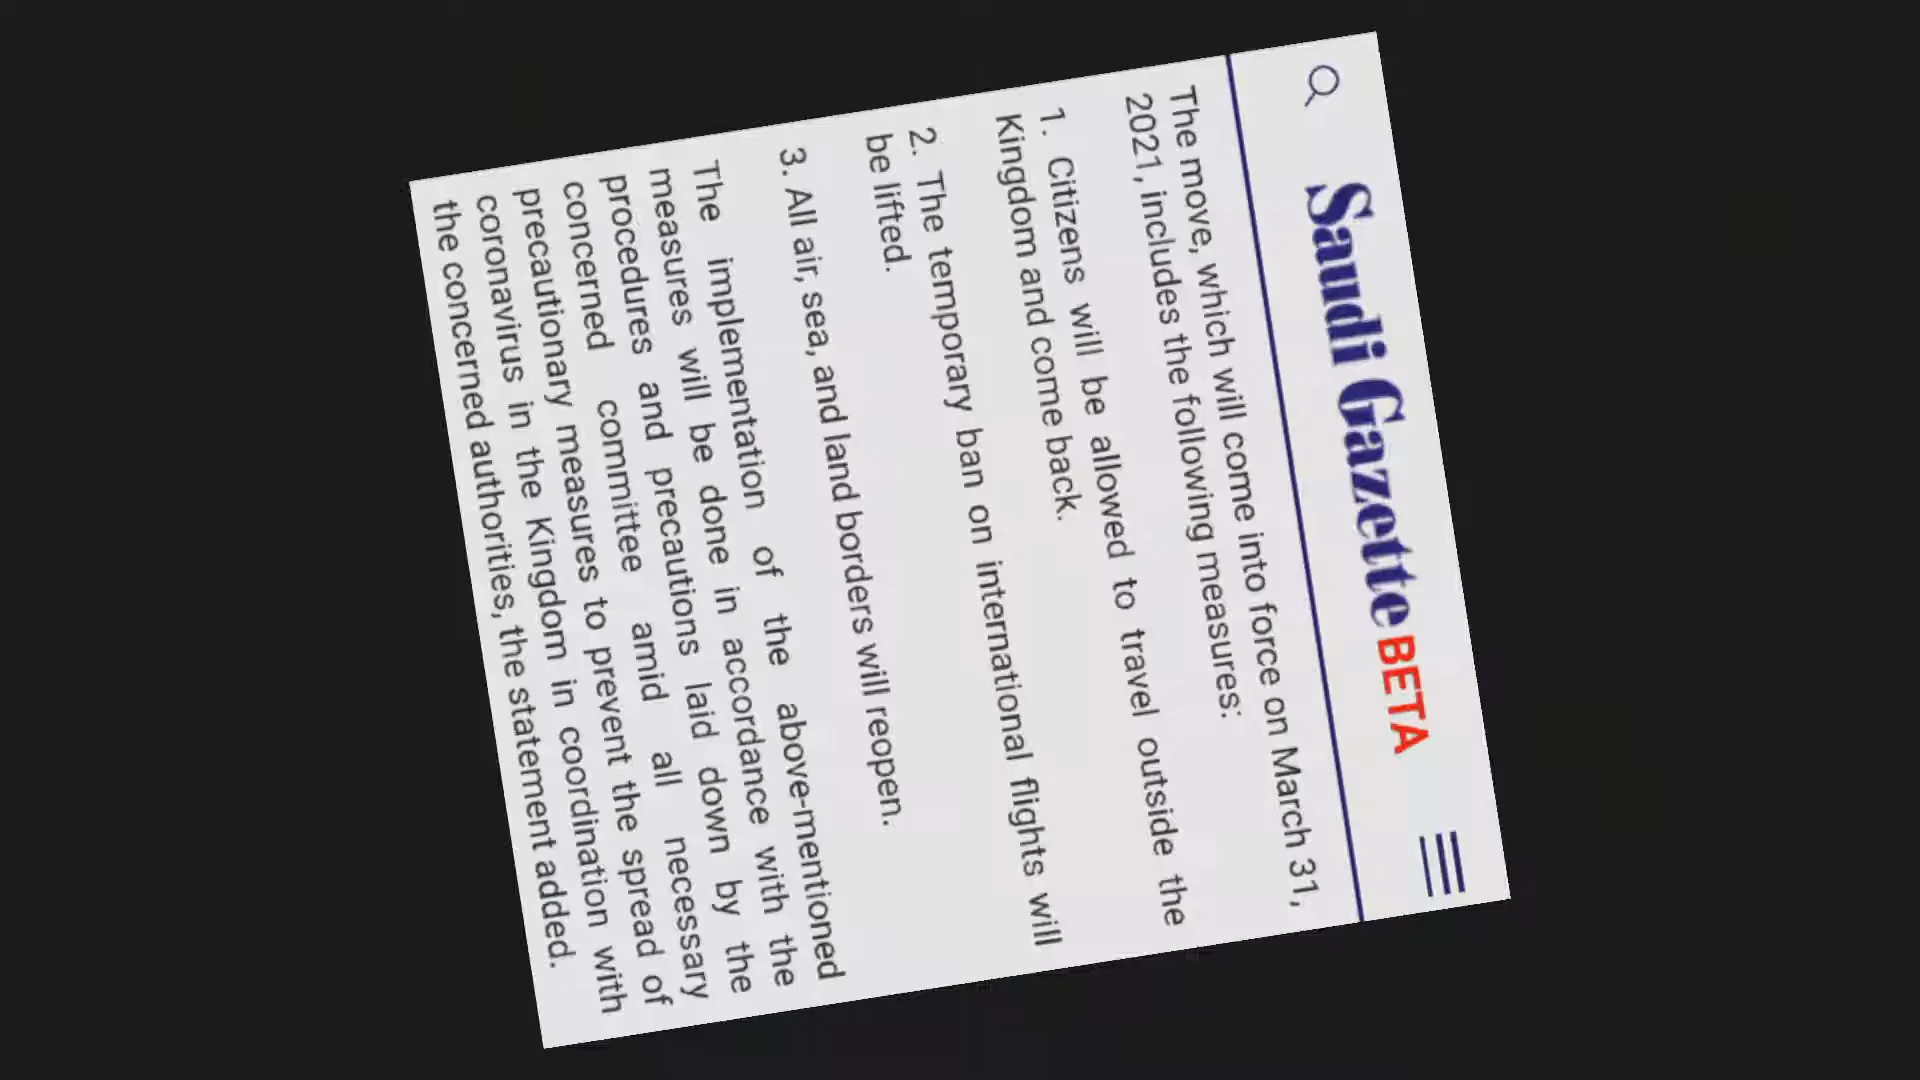 Saudi Gazette BETA
The move, which will come into force on March 31,
2021, includes the following measures:
1. Citizens will be allowed to travel outside the
Kingdom and come back.
2. The temporary ban on international flights will
be lifted.
3. All air, sea, and land borders will reopen.
The implementation of the above-mentioned
measures will be done in accordance with the
procedures and precautions laid down by the
concerned committee amid all necessary
precautionary measures to prevent the spread of
coronavirus in the Kingdom in coordination with
the concerned authorities, the statement added.